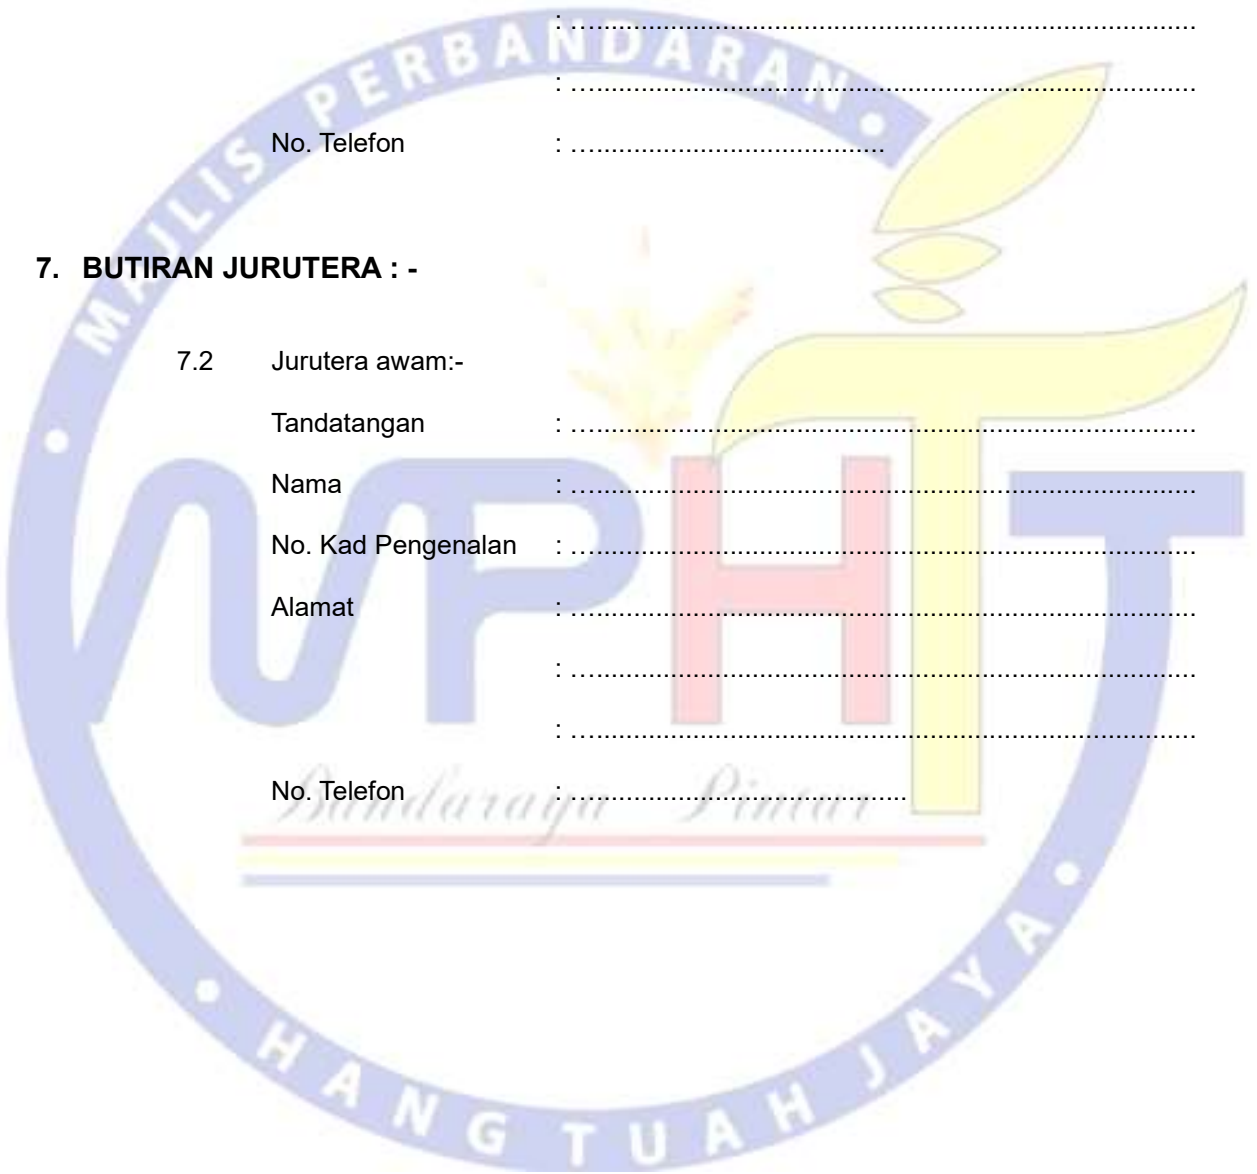 : ................................................................................
: ................................................................................
No. Telefon : ........................................
7. BUTIRAN JURUTERA : -
7.2 Jurutera awam:-
Tandatangan : ................................................................................
Nama : ................................................................................
No. Kad Pengenalan : ................................................................................
Alamat : ................................................................................
: ................................................................................
: ................................................................................
No. Telefon : ...........................................
MAJLIS PERBANDARAN
MPHTJ
Bandaraya Pintar
HANG TUAH JAYA